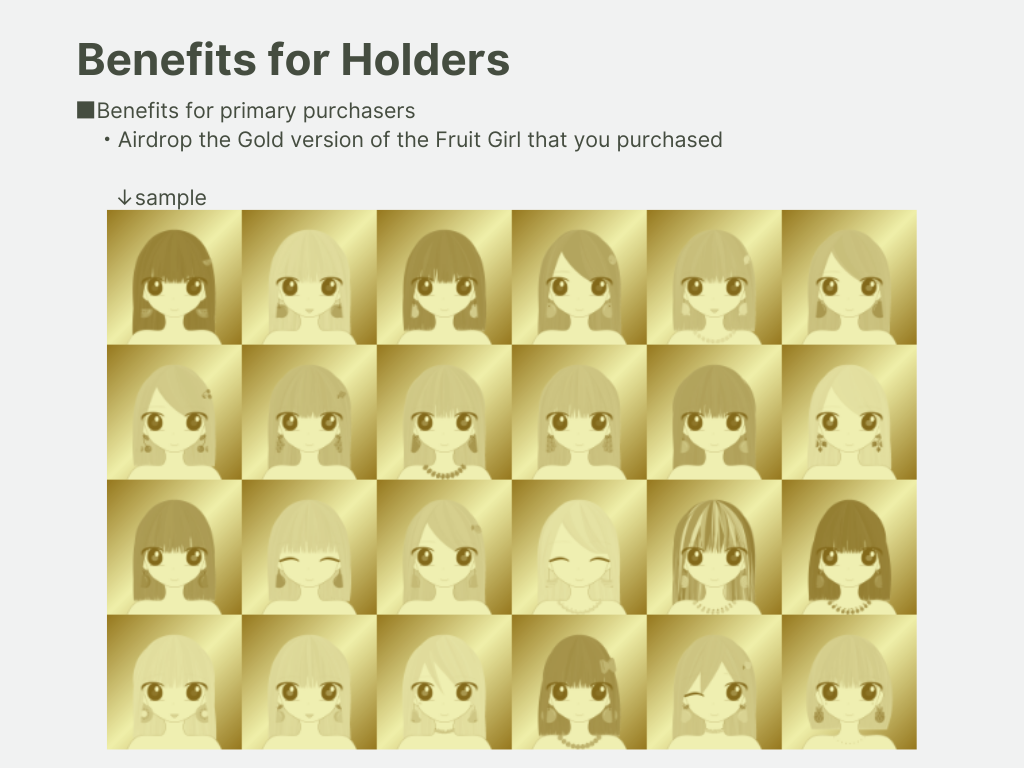 Benefits for Holders
■Benefits for primary purchasers
・Airdrop the Gold version of the Fruit Girl that you purchased
↓sample